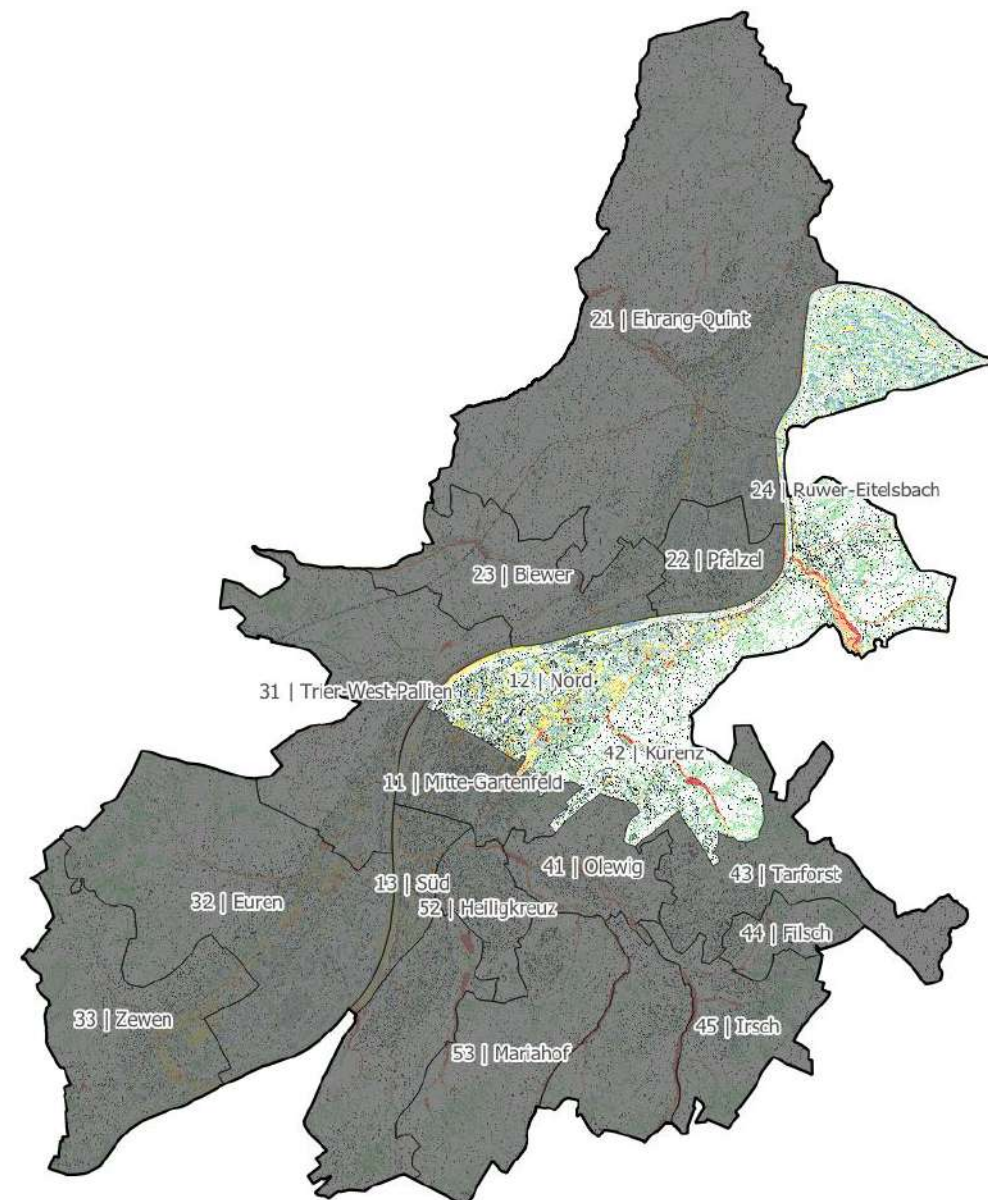 21 | Ehrang-Quint
24 | Ruwer-Eitelsbach
22 | Pfalzel
23 | Biewer
12 | Nord
31 | Trier-West-Pallien
42 | Kürenz
11 | Mitte-Gartenfeld
41 | Olewig
43 | Tarforst
13 | Süd
32 | Euren
52 | Heiligkreuz
44 | Filsch
33 | Zewen
45 | Irsch
53 | Mariahof